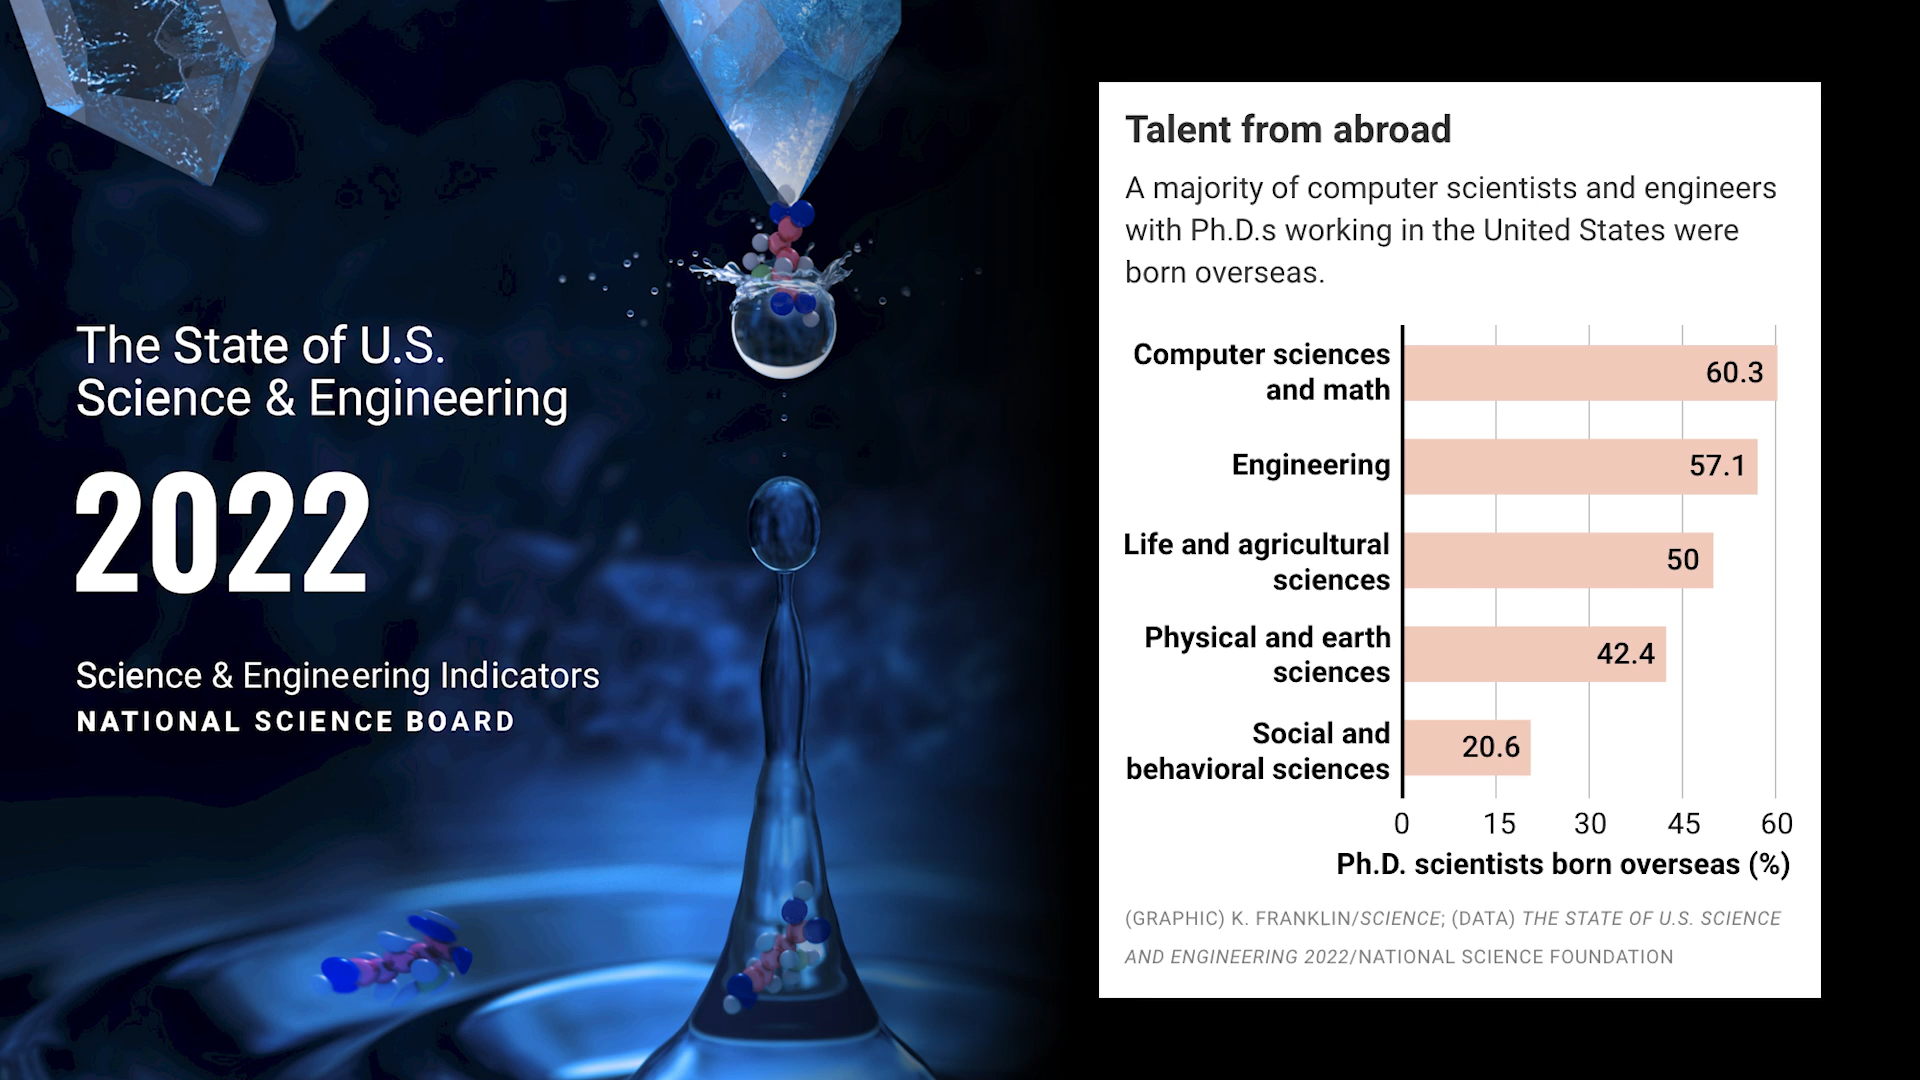 The State of U.S.
Science & Engineering
2022
Science & Engineering Indicators
NATIONAL SCIENCE BOARD
Talent from abroad
A majority of computer scientists and engineers
with Ph.D.s working in the United States were
born overseas.
Computer sciences
and math
60.3
Engineering
57.1
Life and agricultural
sciences
50
Physical and earth
sciences
42.4
Social and
behavioral sciences
20.6
0 15 30 45 60
Ph.D. scientists born overseas (%)
(GRAPHIC) K. FRANKLIN/SCIENCE; (DATA) THE STATE OF U.S. SCIENCE
AND ENGINEERING 2022/NATIONAL SCIENCE FOUNDATION